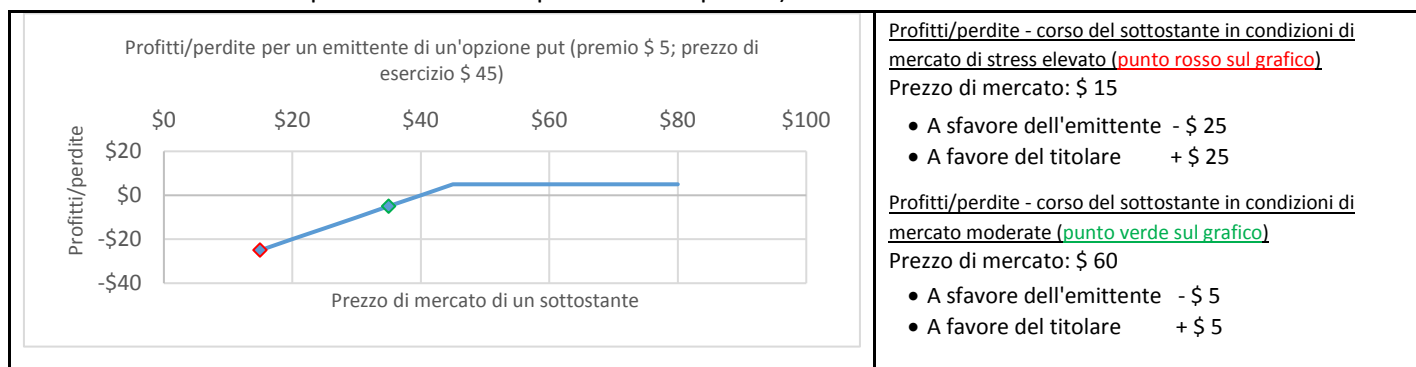 Profitti/perdite per un emittente di un'opzione put (premio $ 5; prezzo di
esercizio $ 45)
$0 $20 $40 $60 $80 $100
$20
$0
-$20
-$40
Profitti/perdite
Prezzo di mercato di un sottostante
Profitti/perdite - corso del sottostante in condizioni di
mercato di stress elevato (punto rosso sul grafico)
Prezzo di mercato: $ 15
• A sfavore dell'emittente - $ 25
• A favore del titolare + $ 25
Profitti/perdite - corso del sottostante in condizioni di
mercato moderate (punto verde sul grafico)
Prezzo di mercato: $ 60
• A sfavore dell'emittente - $ 5
• A favore del titolare + $ 5